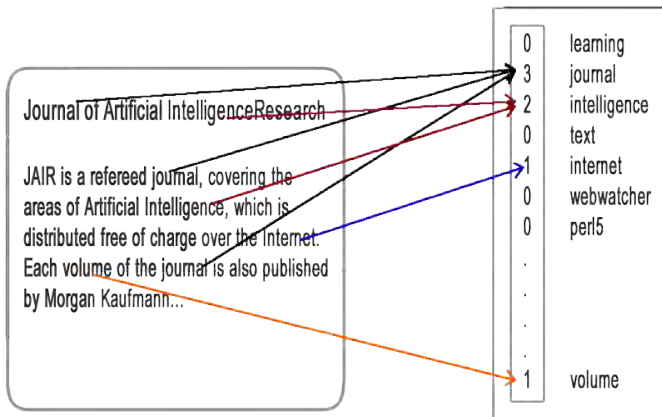 Journal of Artificial IntelligenceResearch
JAIR is a refereed journal, covering the
areas of Artificial Intelligence, which is
distributed free of charge over the Internet.
Each volume of the journal is also published
by Morgan Kaufmann...
0 learning
3 journal
2 intelligence
0 text
1 internet
0 webwatcher
0 perl5
.
.
.
.
1 volume